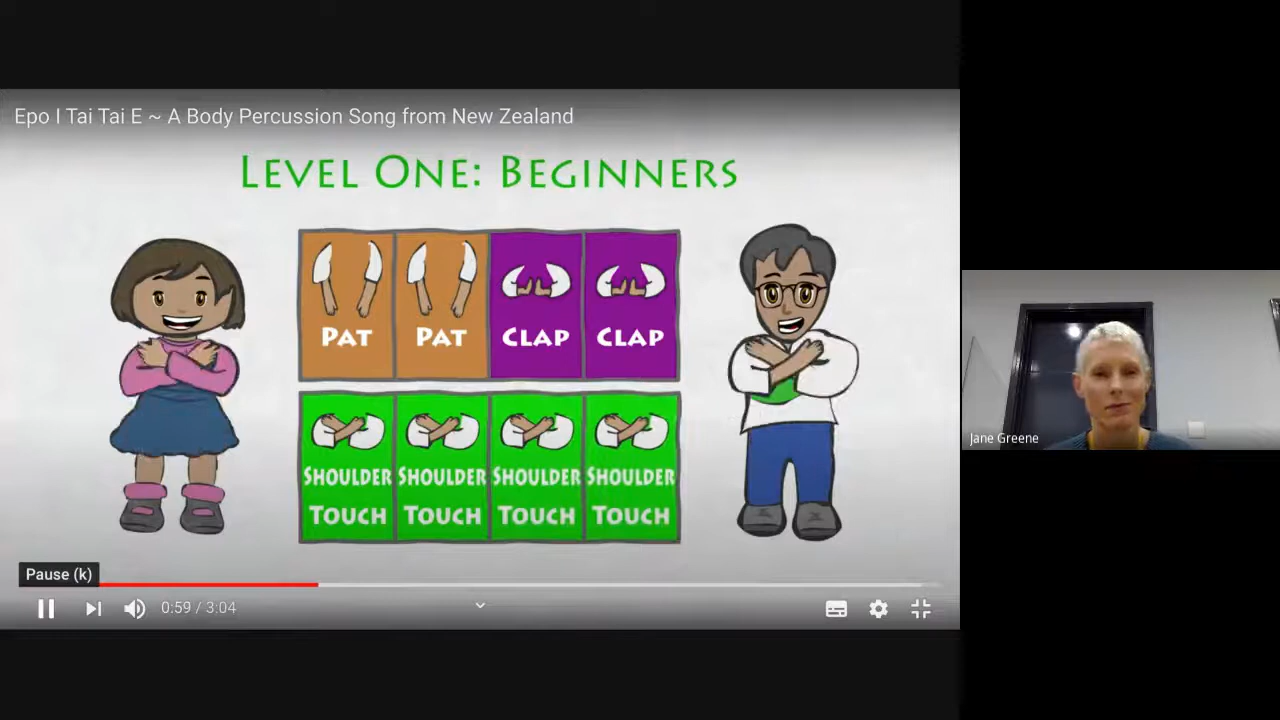 Epo I Tai Tai E ~ A Body Percussion Song from New Zealand
LEVEL ONE: BEGINNERS
PAT PAT CLAP CLAP
SHOULDER SHOULDER SHOULDER SHOULDER
TOUCH TOUCH TOUCH TOUCH
Jane Greene
Pause (k)
0:59 / 3:04